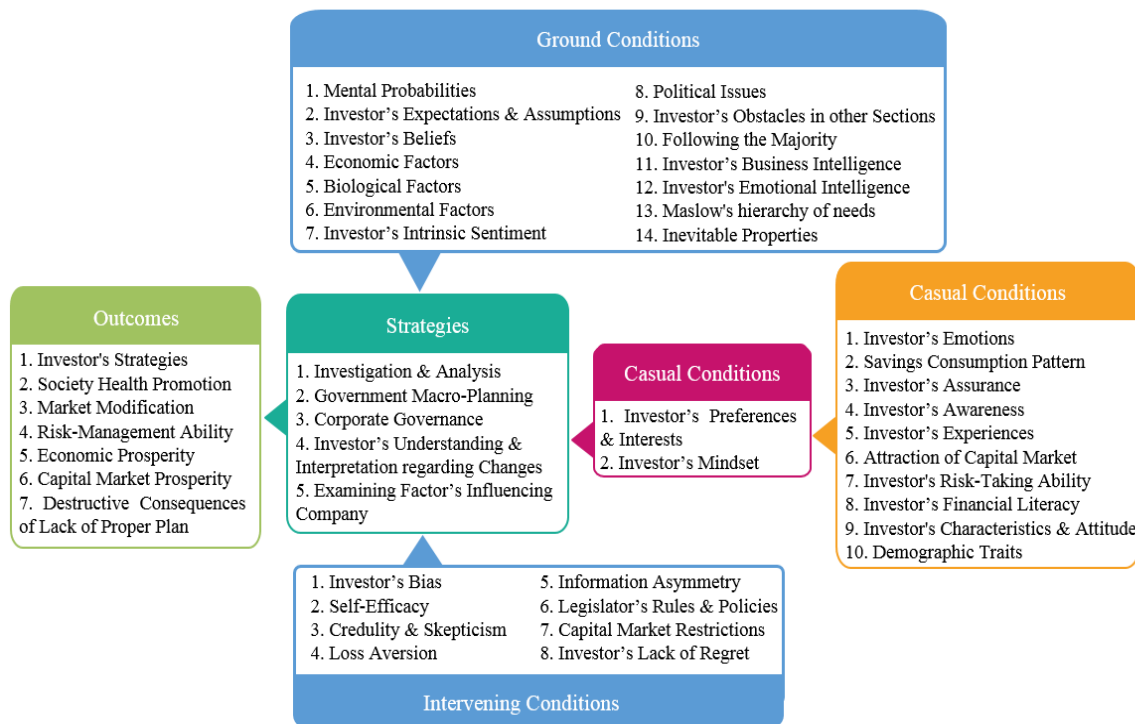 Ground Conditions
1. Mental Probabilities
2. Investor’s Expectations & Assumptions
3. Investor’s Beliefs
4. Economic Factors
5. Biological Factors
6. Environmental Factors
7. Investor’s Intrinsic Sentiment
8. Political Issues
9. Investor’s Obstacles in other Sections
10. Following the Majority
11. Investor’s Business Intelligence
12. Investor's Emotional Intelligence
13. Maslow's hierarchy of needs
14. Inevitable Properties
Outcomes
1. Investor's Strategies
2. Society Health Promotion
3. Market Modification
4. Risk-Management Ability
5. Economic Prosperity
6. Capital Market Prosperity
7. Destructive Consequences
of Lack of Proper Plan
Strategies
1. Investigation & Analysis
2. Government Macro-Planning
3. Corporate Governance
4. Investor’s Understanding &
Interpretation regarding Changes
5. Examining Factor’s Influencing
Company
Casual Conditions
1. Investor’s Preferences
& Interests
2. Investor’s Mindset
Casual Conditions
1. Investor’s Emotions
2. Savings Consumption Pattern
3. Investor’s Assurance
4. Investor’s Awareness
5. Investor’s Experiences
6. Attraction of Capital Market
7. Investor's Risk-Taking Ability
8. Investor’s Financial Literacy
9. Investor's Characteristics & Attitude
10. Demographic Traits
1. Investor’s Bias
2. Self-Efficacy
3. Credulity & Skepticism
4. Loss Aversion
5. Information Asymmetry
6. Legislator’s Rules & Policies
7. Capital Market Restrictions
8. Investor’s Lack of Regret
Intervening Conditions